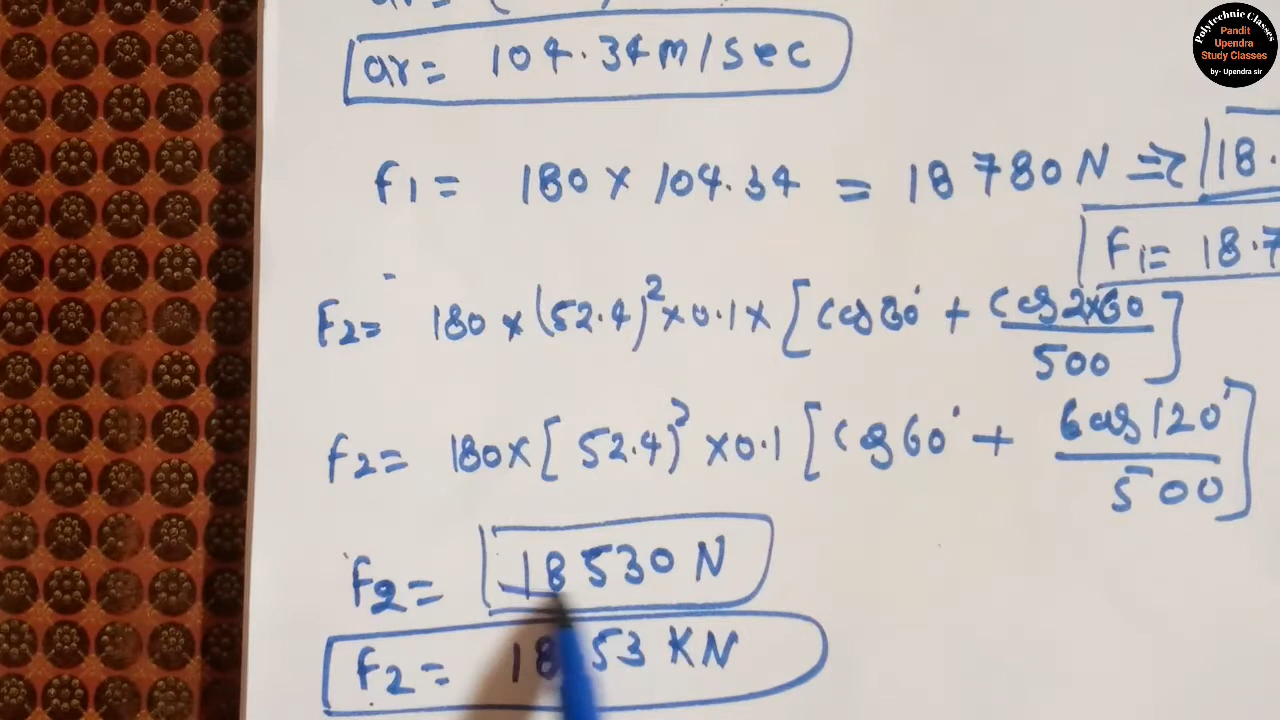 Polytechnic Classes
Pandit
Upendra
Study Classes
by- Upendra sir
ar = 104.34 m/sec
F1 = 180 × 104.34 = 18780 N ⇒ 18.
F1 = 18.7
F2 = 180 × (52.4)² × 0.1 × [cos 60° + cos 2×60 / 500]
F2 = 180 × [52.4)² × 0.1 [cos 60° + 6 cos 120° / 500]
F2 = 18530 N
F2 = 18 53 KN